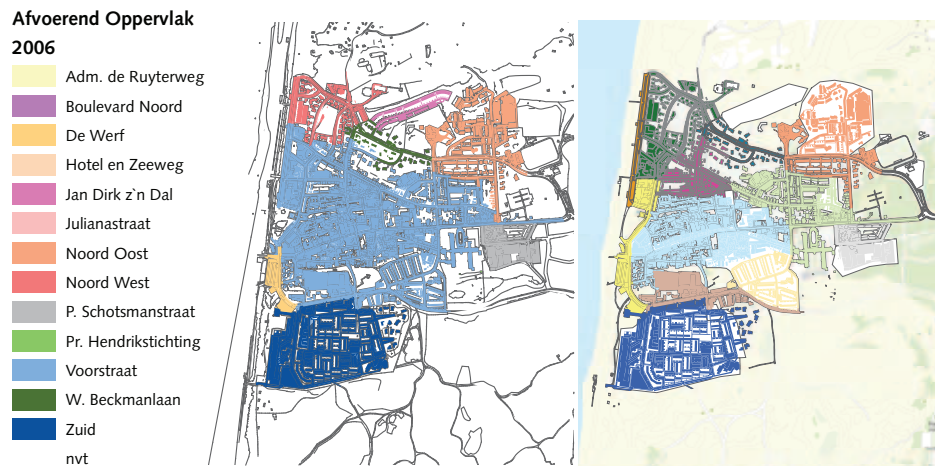 Afvoerend Oppervlak
2006
Adm. de Ruyterweg
Boulevard Noord
De Werf
Hotel en Zeeweg
Jan Dirk z`n Dal
Julianastraat
Noord Oost
Noord West
P. Schotsmanstraat
Pr. Hendrikstichting
Voorstraat
W. Beckmanlaan
Zuid
nvt